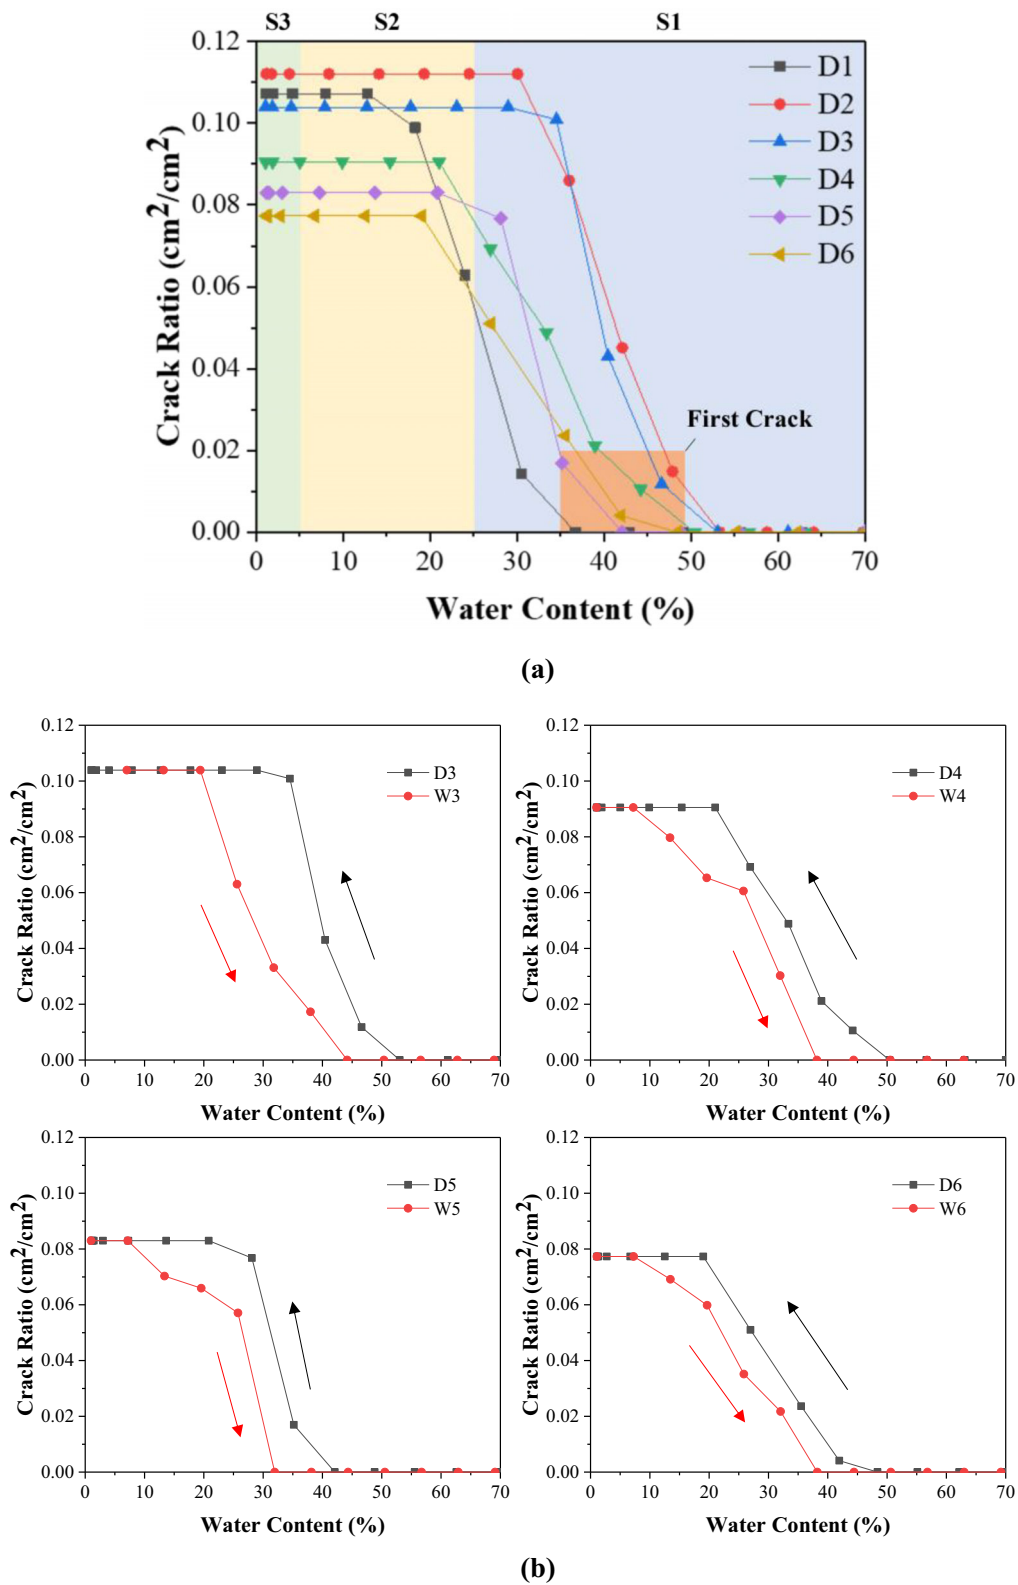 S3 S2 S1
0.12
0.10
0.08
0.06
0.04
0.02
0.00
Crack Ratio (cm²/cm²)
D1
D2
D3
D4
D5
D6
First Crack
0 10 20 30 40 50 60 70
Water Content (%)
(a)
0.12
0.10
0.08
0.06
0.04
0.02
0.00
Crack Ratio (cm²/cm²)
D3
W3
0 10 20 30 40 50 60 70
Water Content (%)
0.12
0.10
0.08
0.06
0.04
0.02
0.00
Crack Ratio (cm²/cm²)
D4
W4
0 10 20 30 40 50 60 70
Water Content (%)
0.12
0.10
0.08
0.06
0.04
0.02
0.00
Crack Ratio (cm²/cm²)
D5
W5
0 10 20 30 40 50 60 70
Water Content (%)
0.12
0.10
0.08
0.06
0.04
0.02
0.00
Crack Ratio (cm²/cm²)
D6
W6
0 10 20 30 40 50 60 70
Water Content (%)
(b)